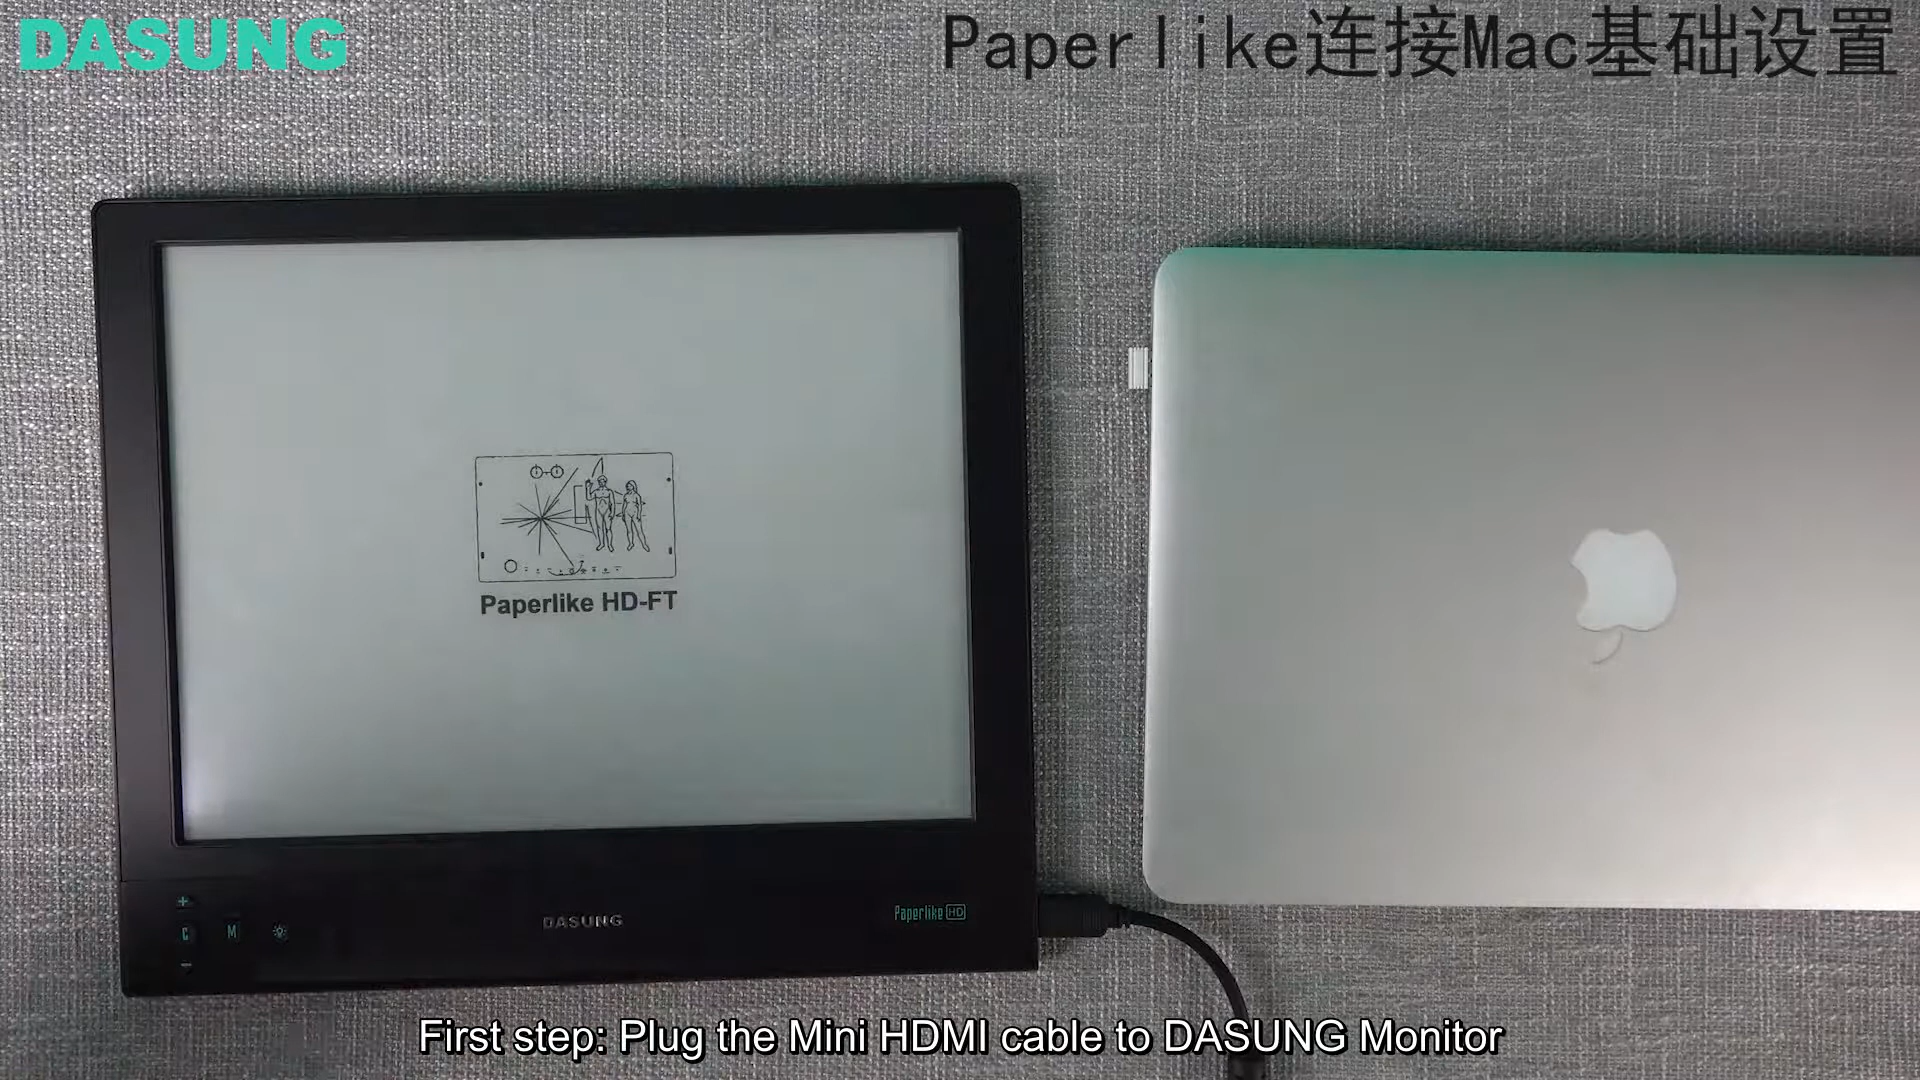 DASUNG
Paperlike连接Mac基础设置
Paperlike HD-FT
C
M
DASUNG
Paperlike HD
First step: Plug the Mini HDMI cable to DASUNG Monitor